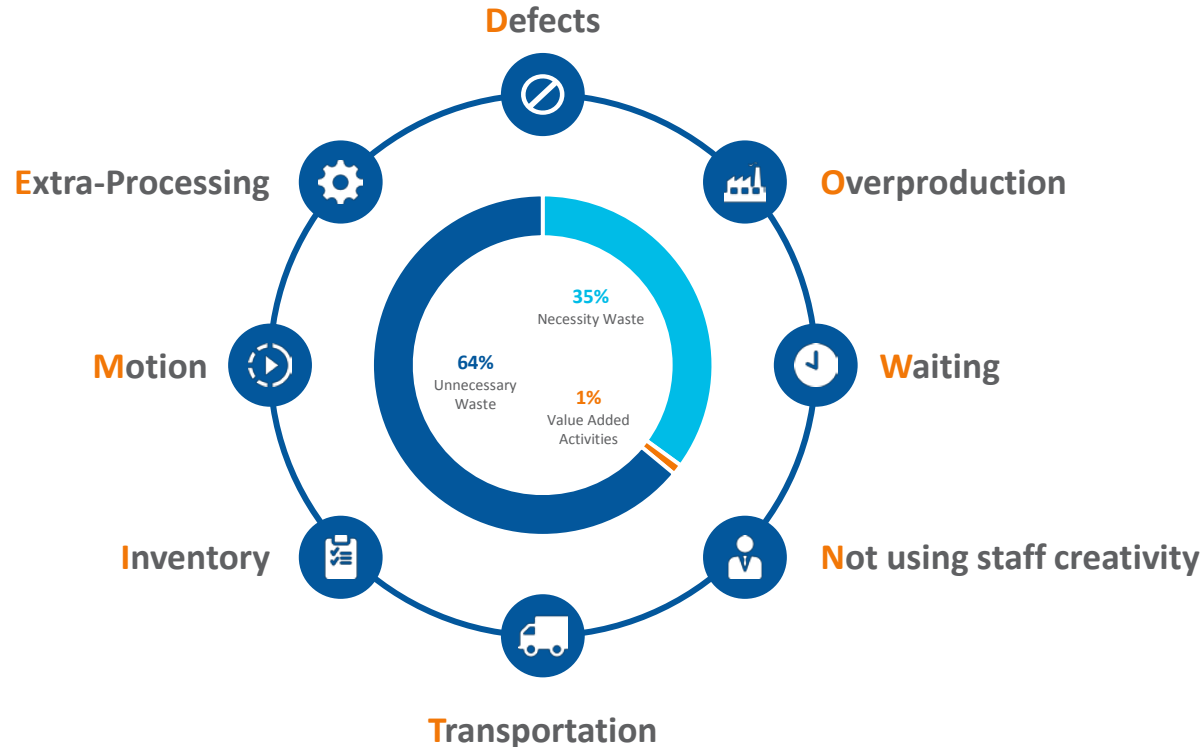 Defects
Extra-Processing
Overproduction
35%
Necessity Waste
Motion
64%
Unnecessary
Waste
1%
Value Added
Activities
Waiting
Inventory
Not using staff creativity
Transportation